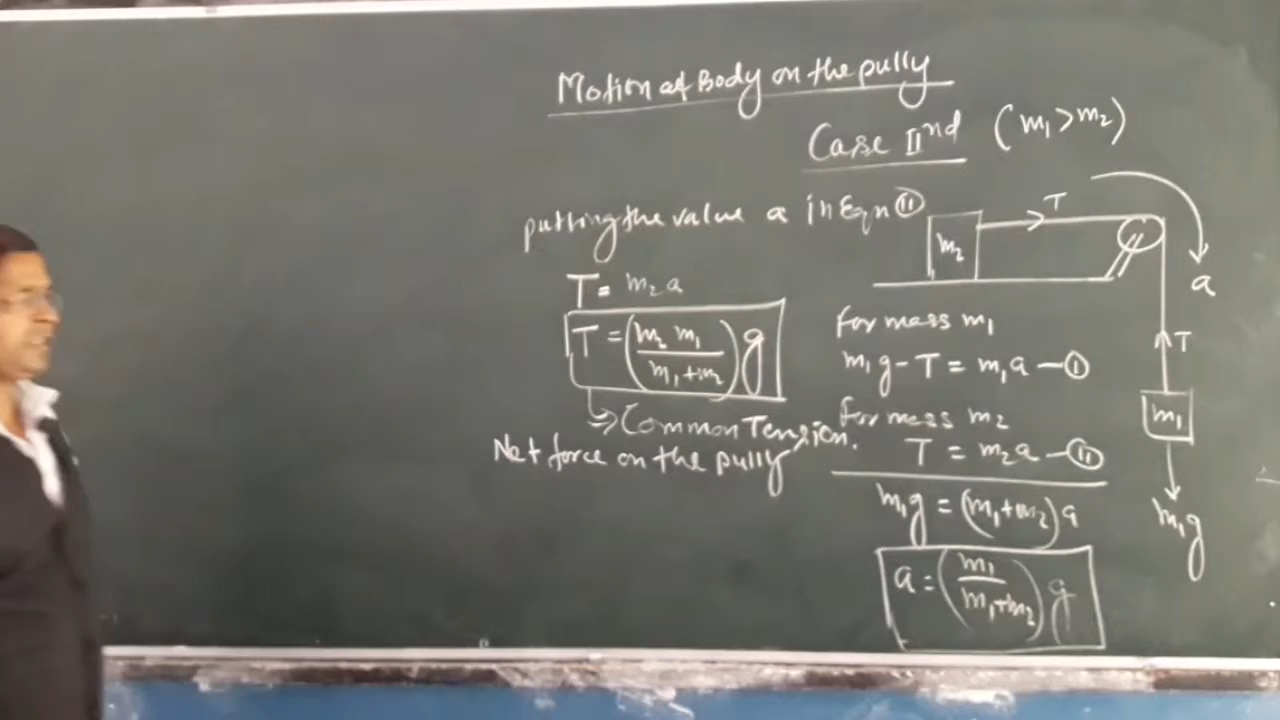 Motion of Body on the pully
Case IInd (m₁>m₂)
putting the value a in Eqn II
T = m₂a
T = (m₂ m₁ / m₁+m₂) g
Common Tension.
Net force on the pully
for mass m₁
m₁g - T = m₁a — I
for mass m₂
T = m₂a — II
m₁g = (m₁+m₂) a
a = (m₁ / m₁+m₂) g
T
m₂
a
T
m₁
m₁g